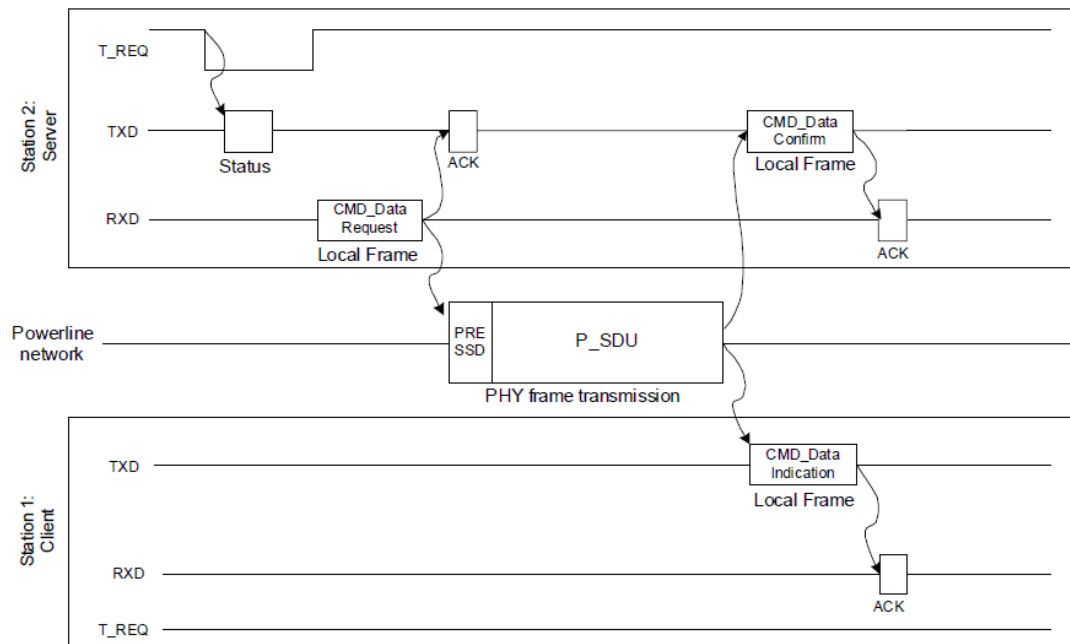 Station 2:
Server
T_REQ
TXD
Status
ACK
CMD_Data
Confirm
Local Frame
RXD
CMD_Data
Request
Local Frame
ACK
Powerline
network
PRE
SSD
P_SDU
PHY frame transmission
Station 1:
Client
TXD
CMD_Data
Indication
Local Frame
RXD
ACK
T_REQ